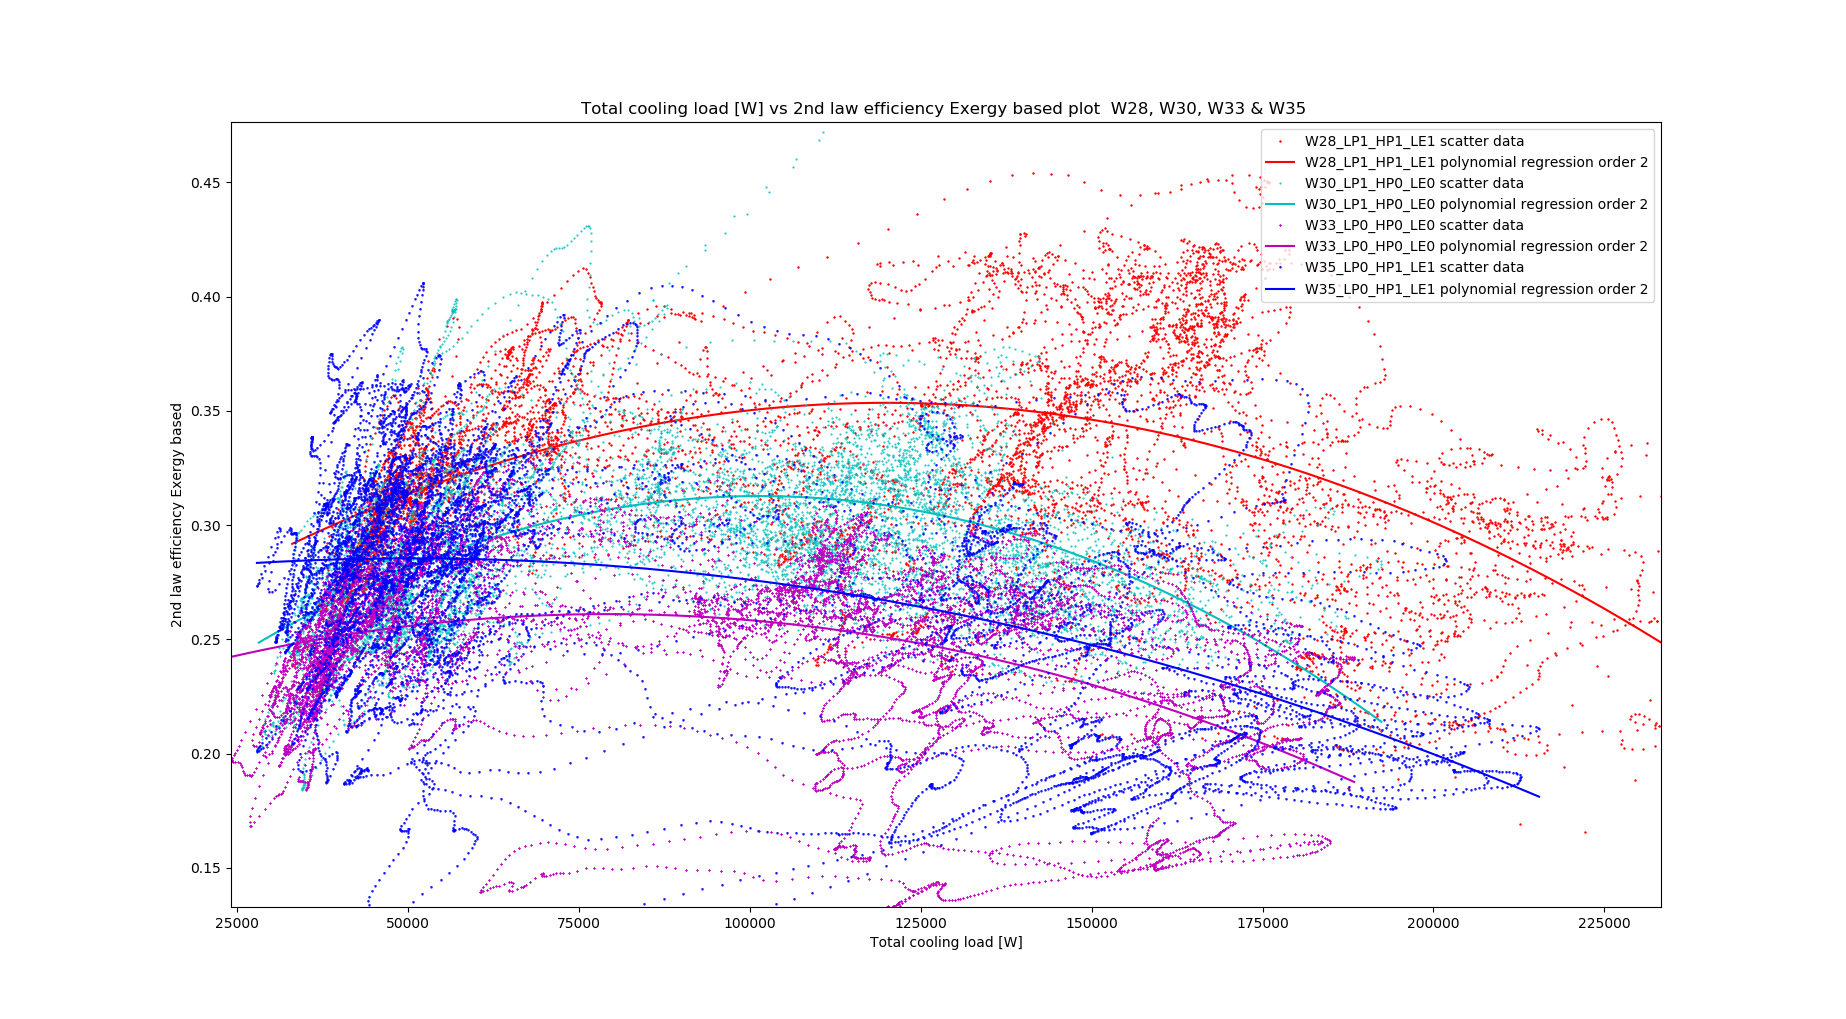 Total cooling load [W] vs 2nd law efficiency Exergy based plot  W28, W30, W33 & W35
W28_LP1_HP1_LE1 scatter data
W28_LP1_HP1_LE1 polynomial regression order 2
W30_LP1_HP0_LE0 scatter data
W30_LP1_HP0_LE0 polynomial regression order 2
W33_LP0_HP0_LE0 scatter data
W33_LP0_HP0_LE0 polynomial regression order 2
W35_LP0_HP1_LE1 scatter data
W35_LP0_HP1_LE1 polynomial regression order 2
2nd law efficiency Exergy based
0.45
0.40
0.35
0.30
0.25
0.20
0.15
25000 50000 75000 100000 125000 150000 175000 200000 225000
Total cooling load [W]